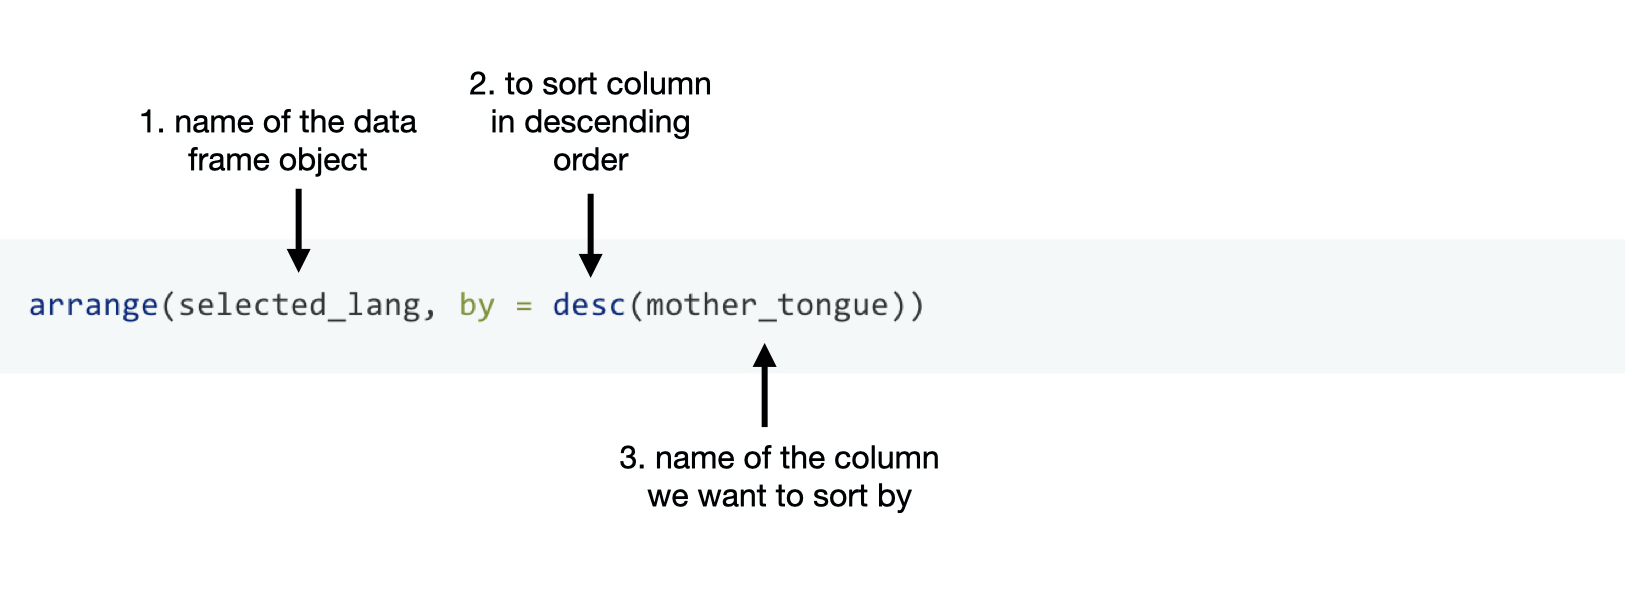 1. name of the data
frame object
2. to sort column
in descending
order
arrange(selected_lang, by = desc(mother_tongue))
3. name of the column
we want to sort by